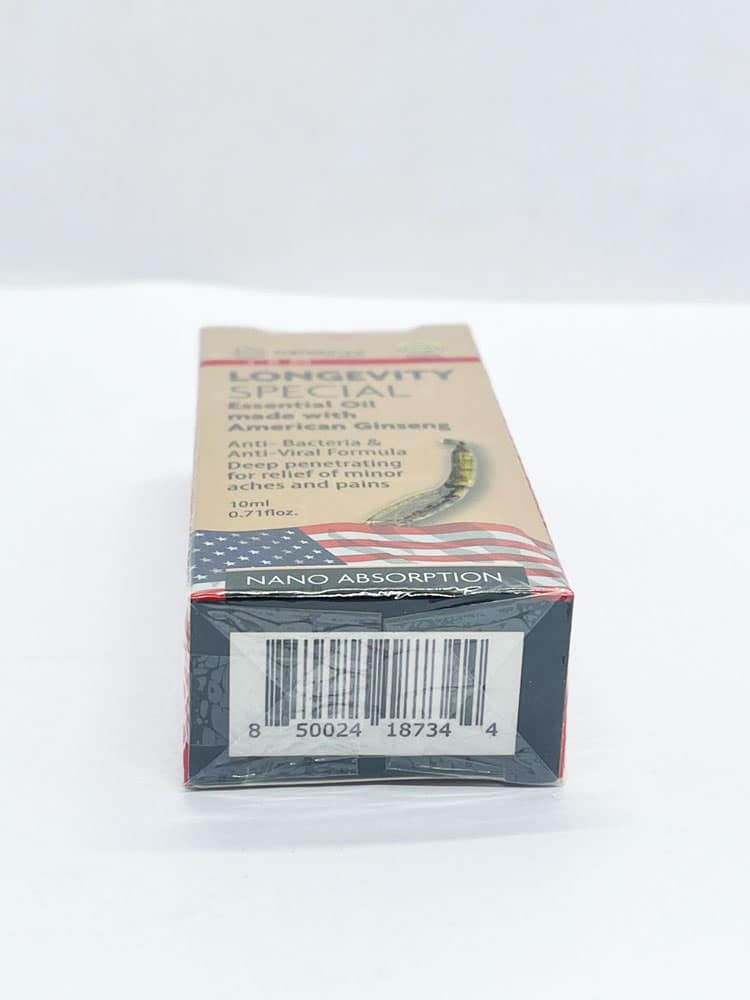 LONGEVITY
SPECIAL
Essential Oil
made with
American Ginseng
Anti- Bacteria &
Anti-Viral Formula
Deep penetrating
for relief of minor
aches and pains
10ml
0.71floz.
NANO ABSORPTION
8 50024 18734 4